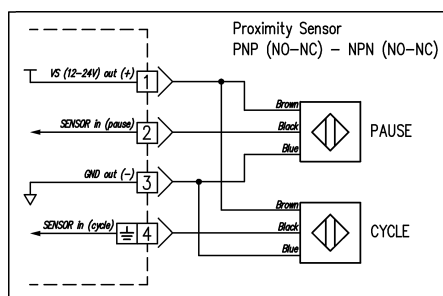 Proximity Sensor
PNP (NO-NC) - NPN (NO-NC)
VS (12-24V) out (+)
1
Brown
SENSOR in (pause)
2
Black
PAUSE
Blue
GND out (-)
3
Brown
SENSOR in (cycle)
4
Black
CYCLE
Blue